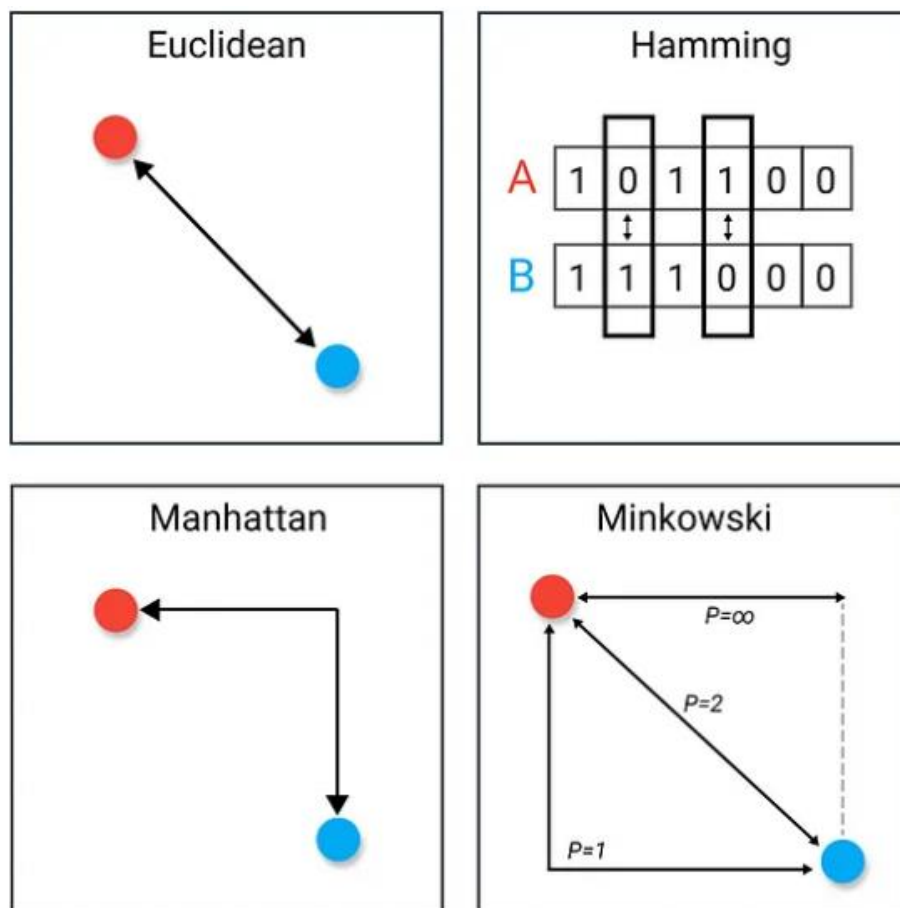 Euclidean
Hamming
A 1 0 1 1 0 0
B 1 1 1 0 0 0
Manhattan
Minkowski
P=∞
P=2
P=1